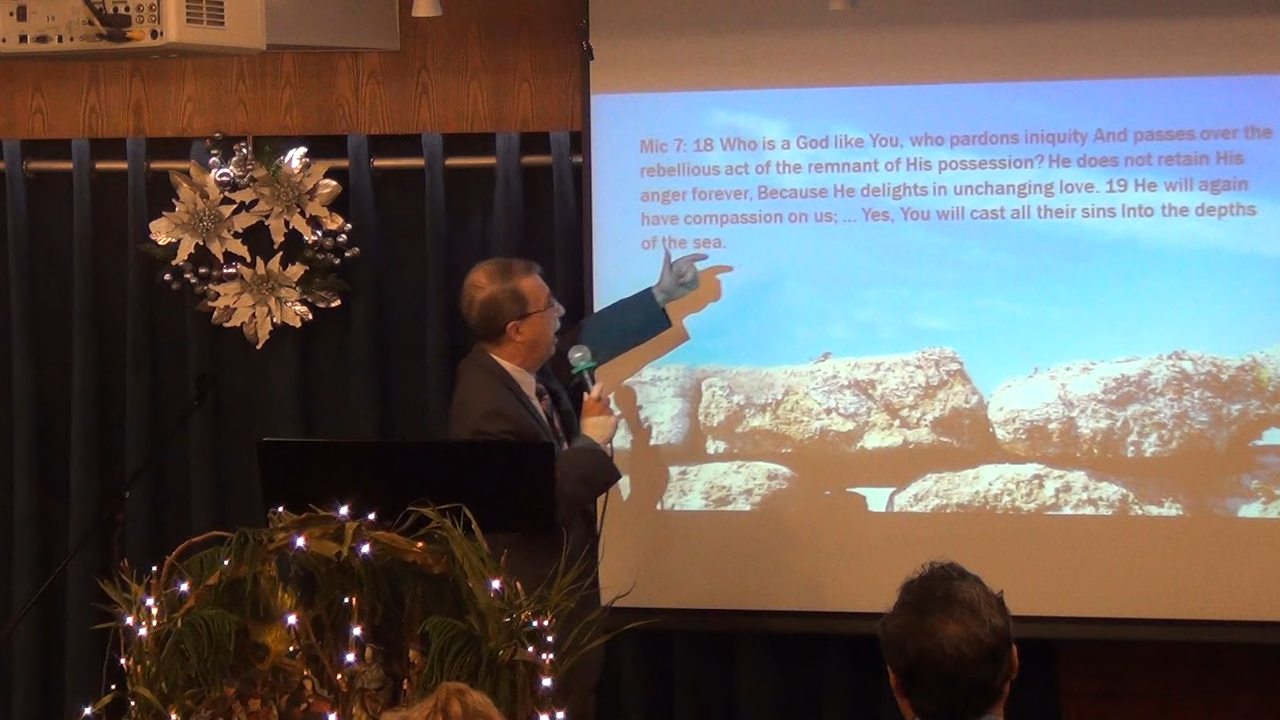 Mic 7: 18 Who is a God like You, who pardons iniquity And passes over the
rebellious act of the remnant of His possession? He does not retain His
anger forever, Because He delights in unchanging love. 19 He will again
have compassion on us; ... Yes, You will cast all their sins Into the depths
of the sea.